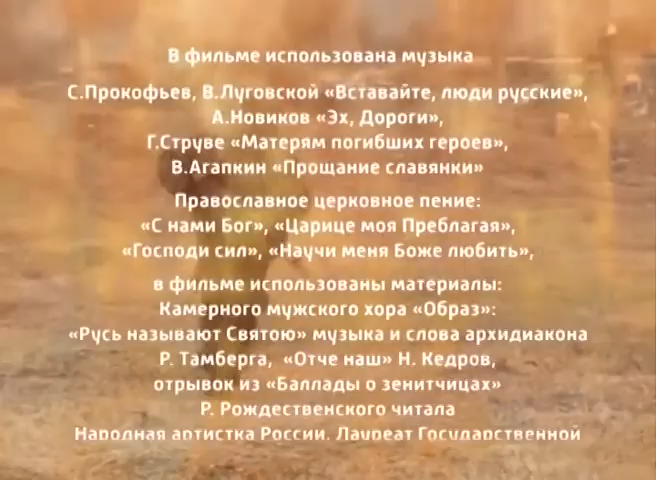 В фильме использована музыка
С.Прокофьев, В.Луговской «Вставайте, люди русские»,
А.Новиков «Эх, Дороги»,
Г.Струве «Матерям погибших героев»,
В.Агапкин «Прощание славянки»
Православное церковное пение:
«С нами Бог», «Царице моя Преблагая»,
«Господи сил», «Научи меня Боже любить»,
в фильме использованы материалы:
Камерного мужского хора «Образ»:
«Русь называют Святою» музыка и слова архидиакона
Р. Тамберга, «Отче наш» Н. Кедров,
отрывок из «Баллады о зенитчицах»
Р. Рождественского читала
Народная артистка России, Лауреат Государственной